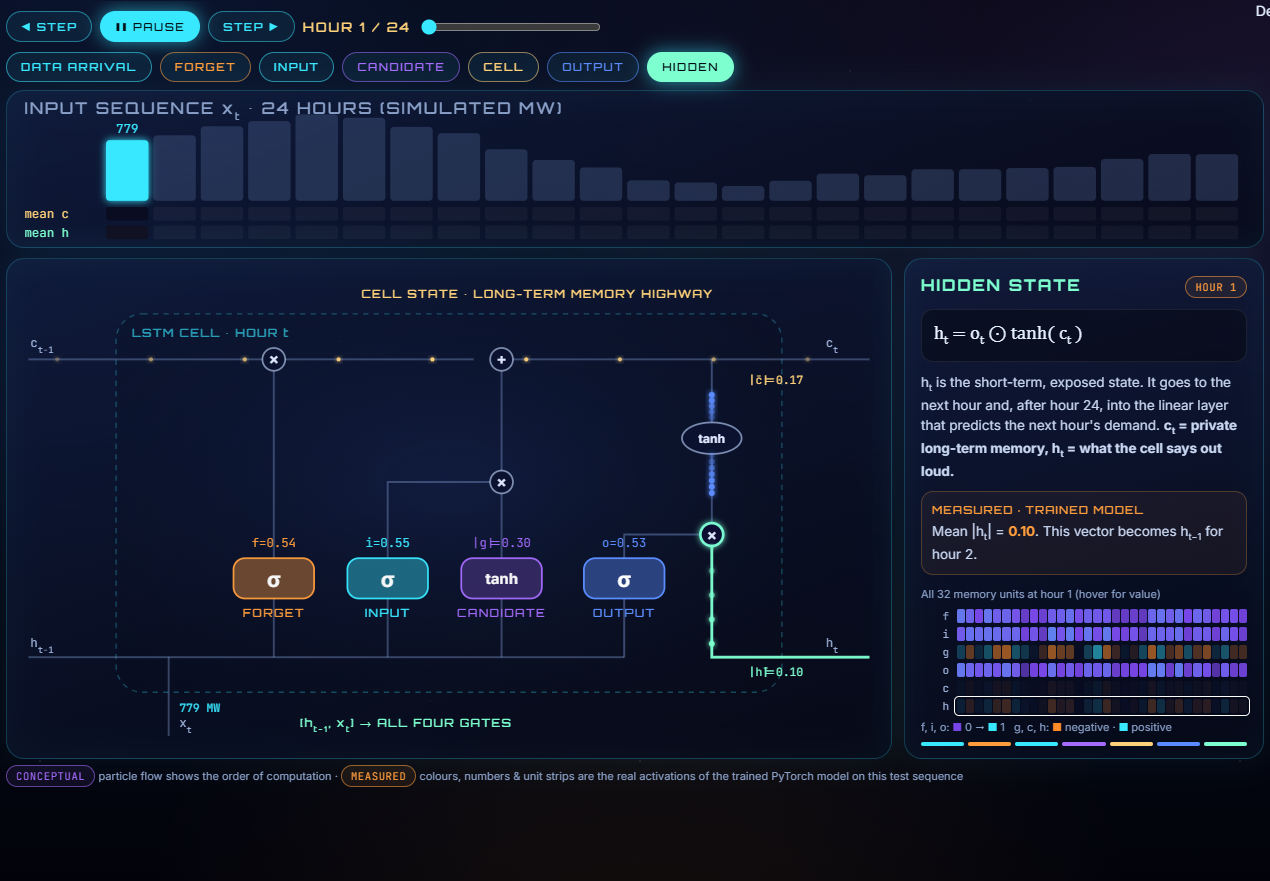 De
◄ STEP
PAUSE
STEP ►
HOUR 1 / 24
DATA ARRIVAL
FORGET
INPUT
CANDIDATE
CELL
OUTPUT
HIDDEN
INPUT SEQUENCE xt · 24 HOURS (SIMULATED MW)
779
mean c
mean h
CELL STATE · LONG-TERM MEMORY HIGHWAY
LSTM CELL · HOUR t
ct-1
×
+
ct
|c̄|=0.17
tanh
×
×
f=0.54
i=0.55
|g|=0.30
o=0.53
σ
σ
tanh
σ
FORGET
INPUT
CANDIDATE
OUTPUT
ht-1
ht
|h|=0.10
779 MW
xt
[ht-1, xt] → ALL FOUR GATES
HIDDEN STATE
HOUR 1
ht = ot ⊙ tanh( ct )
ht is the short-term, exposed state. It goes to the
next hour and, after hour 24, into the linear layer
that predicts the next hour's demand. ct = private
long-term memory, ht = what the cell says out
loud.
MEASURED · TRAINED MODEL
Mean |ht| = 0.10. This vector becomes ht−1 for
hour 2.
All 32 memory units at hour 1 (hover for value)
f
i
g
o
c
h
f, i, o: 0 → 1 g, c, h: negative · positive
CONCEPTUAL particle flow shows the order of computation · MEASURED colours, numbers & unit strips are the real activations of the trained PyTorch model on this test sequence